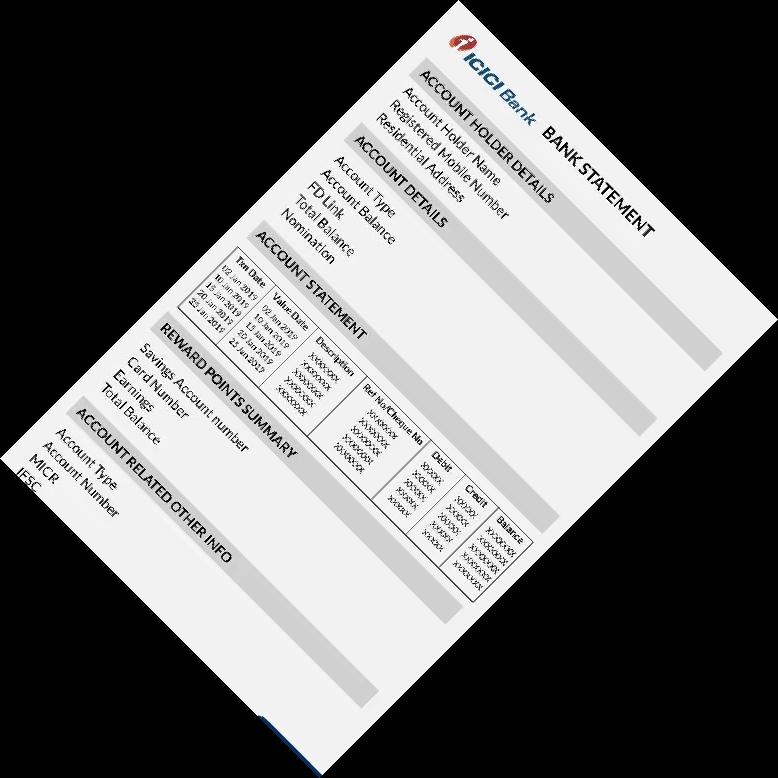 ICICI Bank
BANK STATEMENT
ACCOUNT HOLDER DETAILS
Account Holder Name
Registered Mobile Number
Residential Address
ACCOUNT DETAILS
Account Type
Account Balance
FD Link
Total Balance
Nomination
ACCOUNT STATEMENT
Txn Date Value Date Description Ref No/Cheque No Debit Credit Balance
02 Jan 2019 02 Jan 2019 XXXXXXX XXXXXXX XXXXX XXXXX XXXXXXX
10 Jan 2019 10 Jan 2019 XXXXXXX XXXXXXX XXXXX XXXXX XXXXXXX
15 Jan 2019 15 Jan 2019 XXXXXXX XXXXXXX XXXXX XXXXX XXXXXXX
20 Jan 2019 20 Jan 2019 XXXXXXX XXXXXXX XXXXX XXXXX XXXXXXX
25 Jan 2019 25 Jan 2019 XXXXXXX XXXXXXX XXXXX XXXXX XXXXXXX
REWARD POINTS SUMMARY
Savings Account number
Card Number
Earnings
Total Balance
ACCOUNT RELATED OTHER INFO
Account Type
Account Number
MICR
IFSC